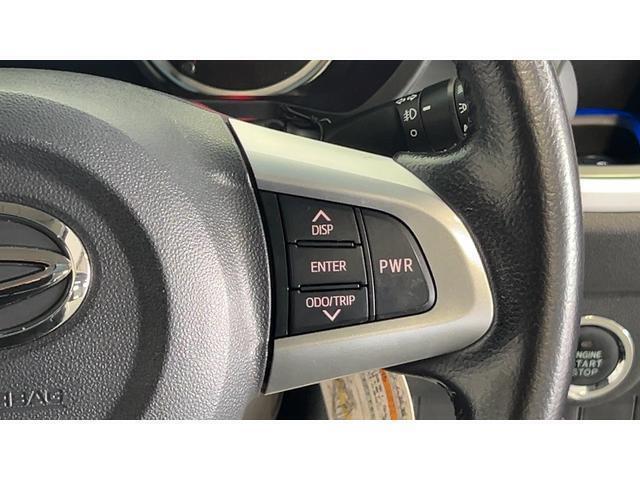 DISP
ENTER
PWR
ODO/TRIP
ENGINE
START
STOP